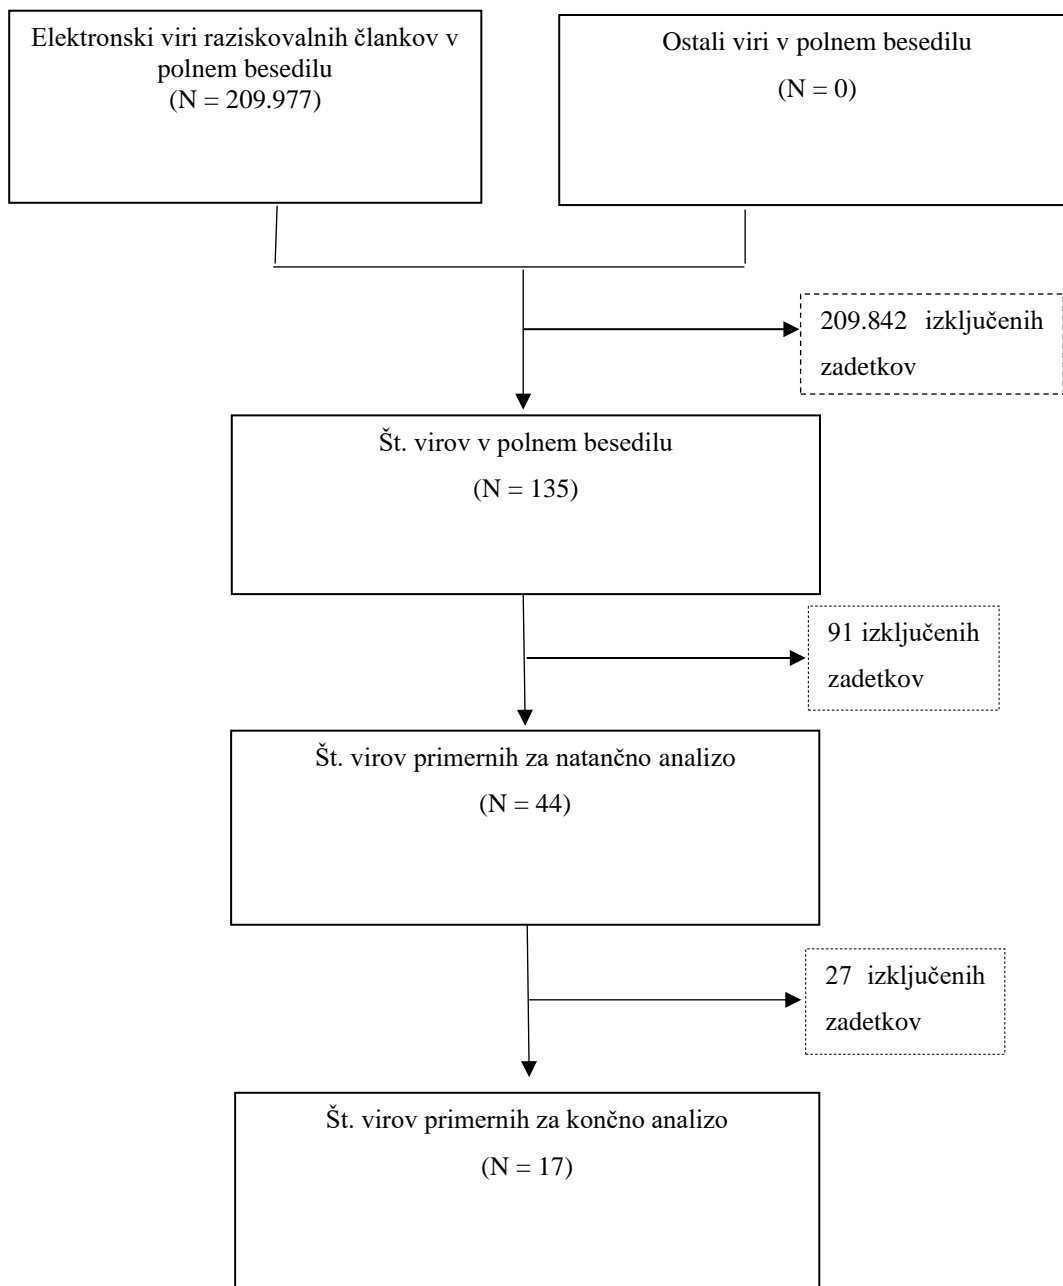 Elektronski viri raziskovalnih člankov v
polnem besedilu
(N = 209.977)
Ostali viri v polnem besedilu
(N = 0)
209.842 izključenih
zadetkov
Št. virov v polnem besedilu
(N = 135)
91 izključenih
zadetkov
Št. virov primernih za natančno analizo
(N = 44)
27 izključenih
zadetkov
Št. virov primernih za končno analizo
(N = 17)